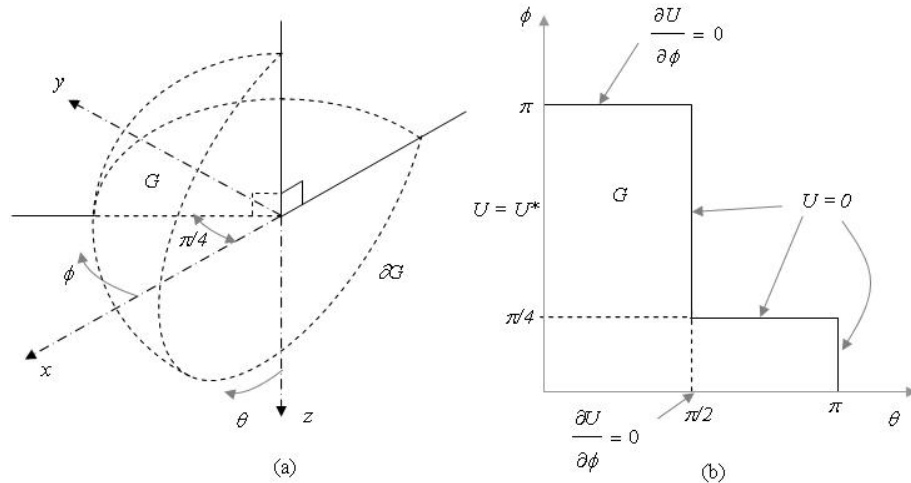 y
G
π/4
ϕ
∂G
x
θ
z
(a)
ϕ
∂U/∂ϕ = 0
π
U = U*
G
U = 0
π/4
∂U/∂ϕ = 0
π/2
π
θ
(b)